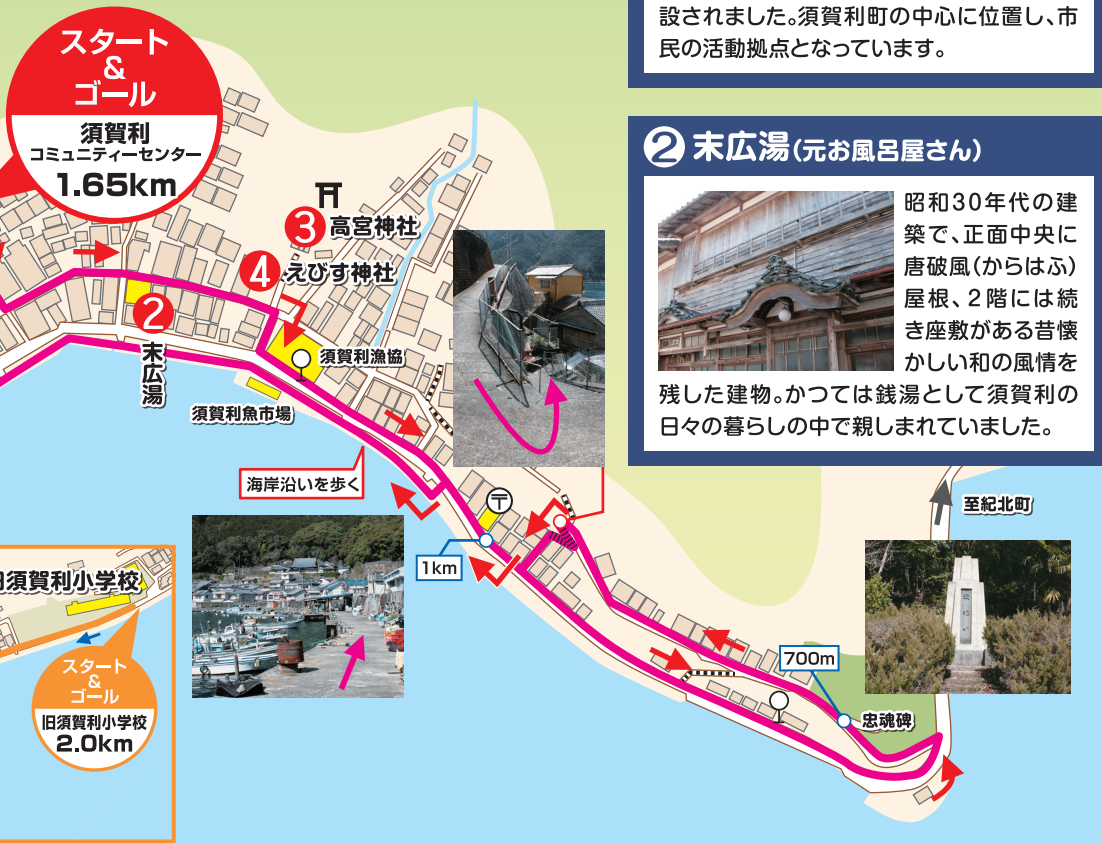 設されました。須賀利町の中心に位置し、市
民の活動拠点となっています。
スタート
&
ゴール
須賀利
コミュニティーセンター
1.65km
❷ 末広湯(元お風呂屋さん)
昭和30年代の建
築で、正面中央に
唐破風(からはふ)
屋根、2階には続
き座敷がある昔懐
かしい和の風情を
残した建物。かつては銭湯として須賀利の
日々の暮らしの中で親しまれていました。
❸ 高宮神社
❹ えびす神社
❷
末広湯
須賀利漁協
須賀利魚市場
海岸沿いを歩く
〒
1km
至紀北町
700m
忠魂碑
旧須賀利小学校
スタート
&
ゴール
旧須賀利小学校
2.0km